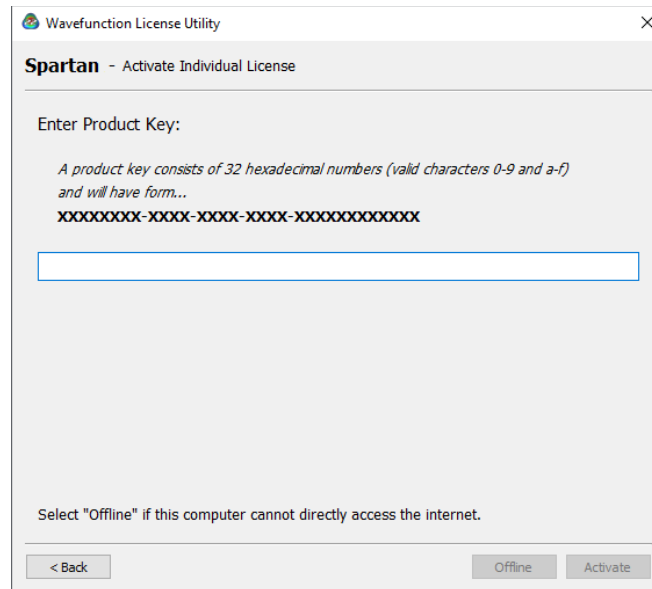 Wavefunction License Utility
Spartan - Activate Individual License
Enter Product Key:
A product key consists of 32 hexadecimal numbers (valid characters 0-9 and a-f)
and will have form...
XXXXXXXX-XXXX-XXXX-XXXX-XXXXXXXXXXXX
Select "Offline" if this computer cannot directly access the internet.
< Back Offline Activate